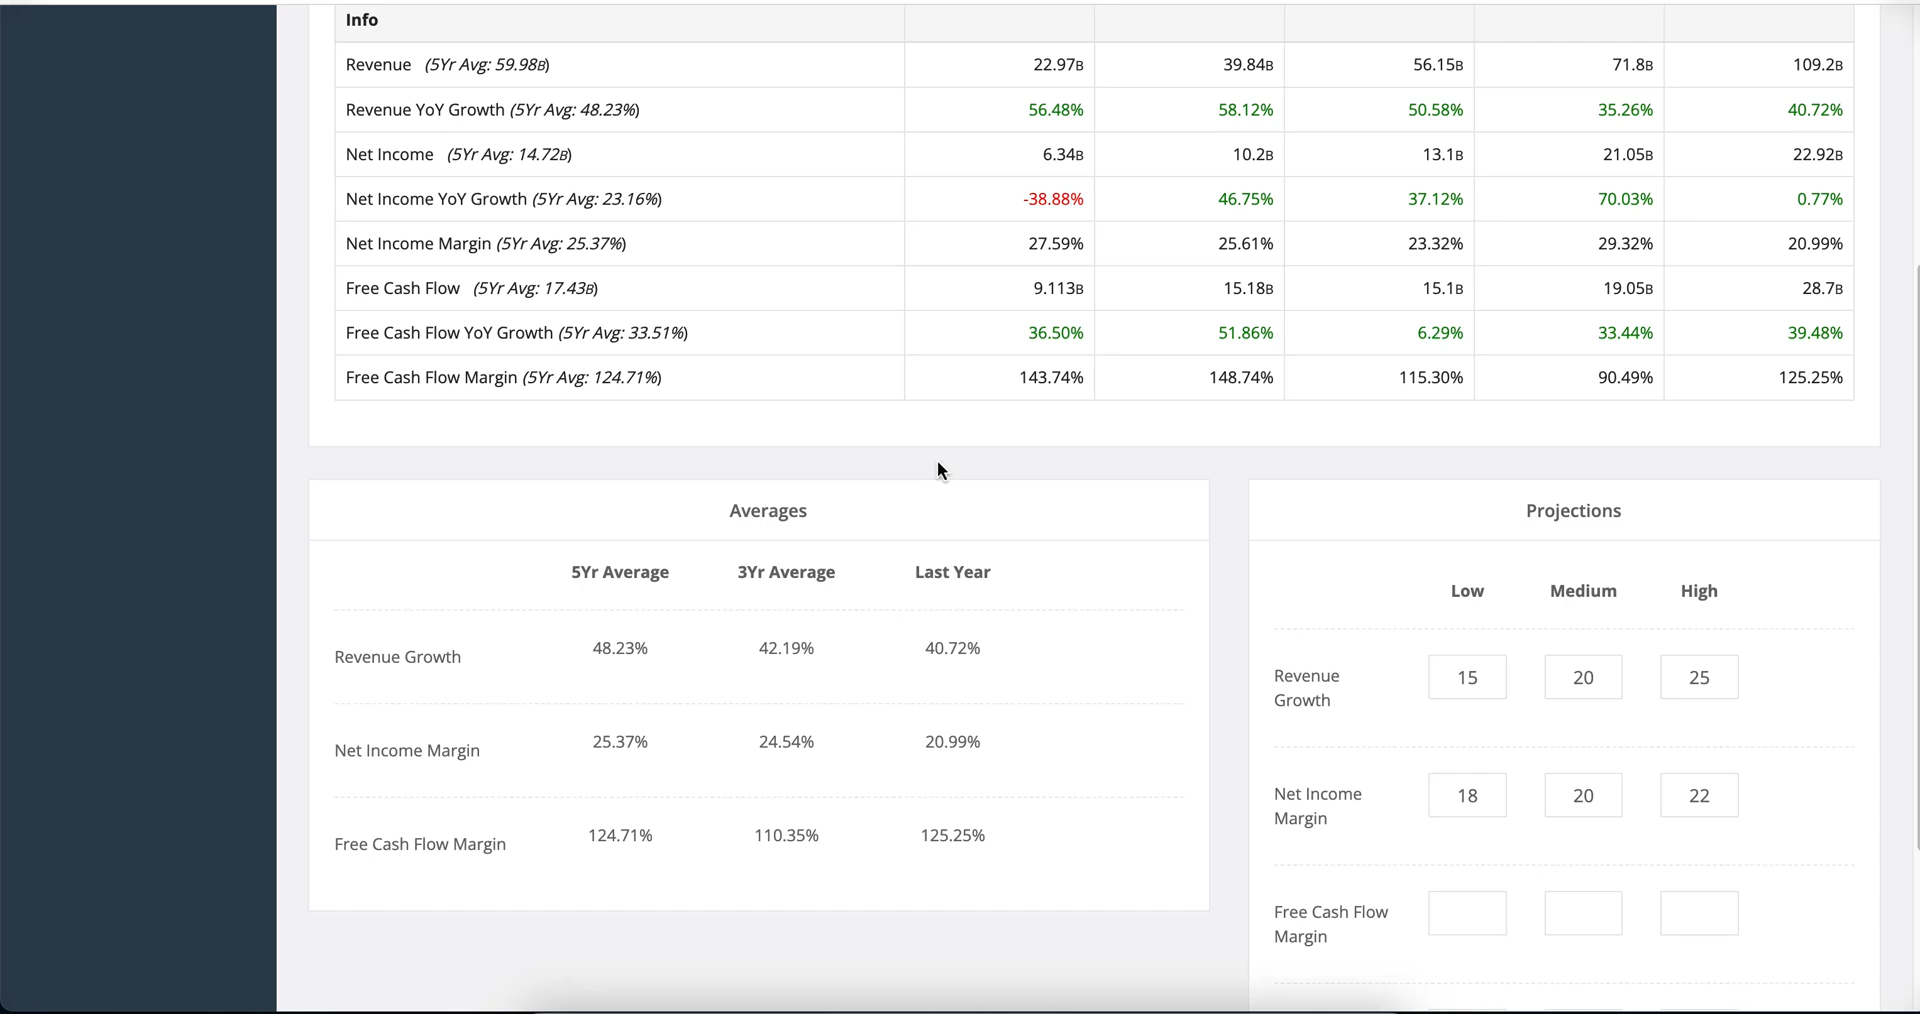 Info
Revenue (5Yr Avg: 59.98B) 22.97B 39.84B 56.15B 71.8B 109.2B
Revenue YoY Growth (5Yr Avg: 48.23%) 56.48% 58.12% 50.58% 35.26% 40.72%
Net Income (5Yr Avg: 14.72B) 6.34B 10.2B 13.1B 21.05B 22.92B
Net Income YoY Growth (5Yr Avg: 23.16%) -38.88% 46.75% 37.12% 70.03% 0.77%
Net Income Margin (5Yr Avg: 25.37%) 27.59% 25.61% 23.32% 29.32% 20.99%
Free Cash Flow (5Yr Avg: 17.43B) 9.113B 15.18B 15.1B 19.05B 28.7B
Free Cash Flow YoY Growth (5Yr Avg: 33.51%) 36.50% 51.86% 6.29% 33.44% 39.48%
Free Cash Flow Margin (5Yr Avg: 124.71%) 143.74% 148.74% 115.30% 90.49% 125.25%
Averages
5Yr Average 3Yr Average Last Year
Revenue Growth 48.23% 42.19% 40.72%
Net Income Margin 25.37% 24.54% 20.99%
Free Cash Flow Margin 124.71% 110.35% 125.25%
Projections
Low Medium High
Revenue
Growth 15 20 25
Net Income
Margin 18 20 22
Free Cash Flow
Margin